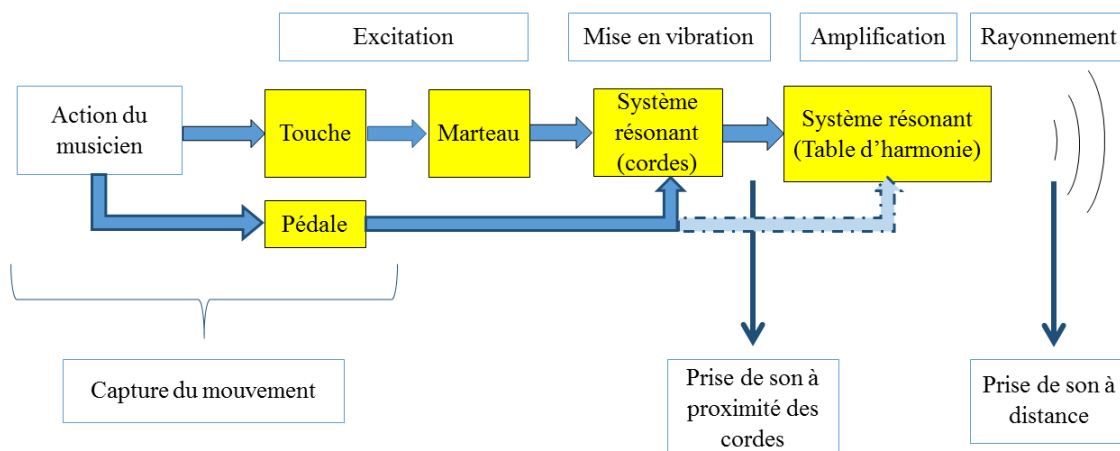 Excitation
Mise en vibration
Amplification
Rayonnement
Action du
musicien
Touche
Marteau
Système
résonant
(cordes)
Système résonant
(Table d’harmonie)
Pédale
Capture du mouvement
Prise de son à
proximité des
cordes
Prise de son à
distance